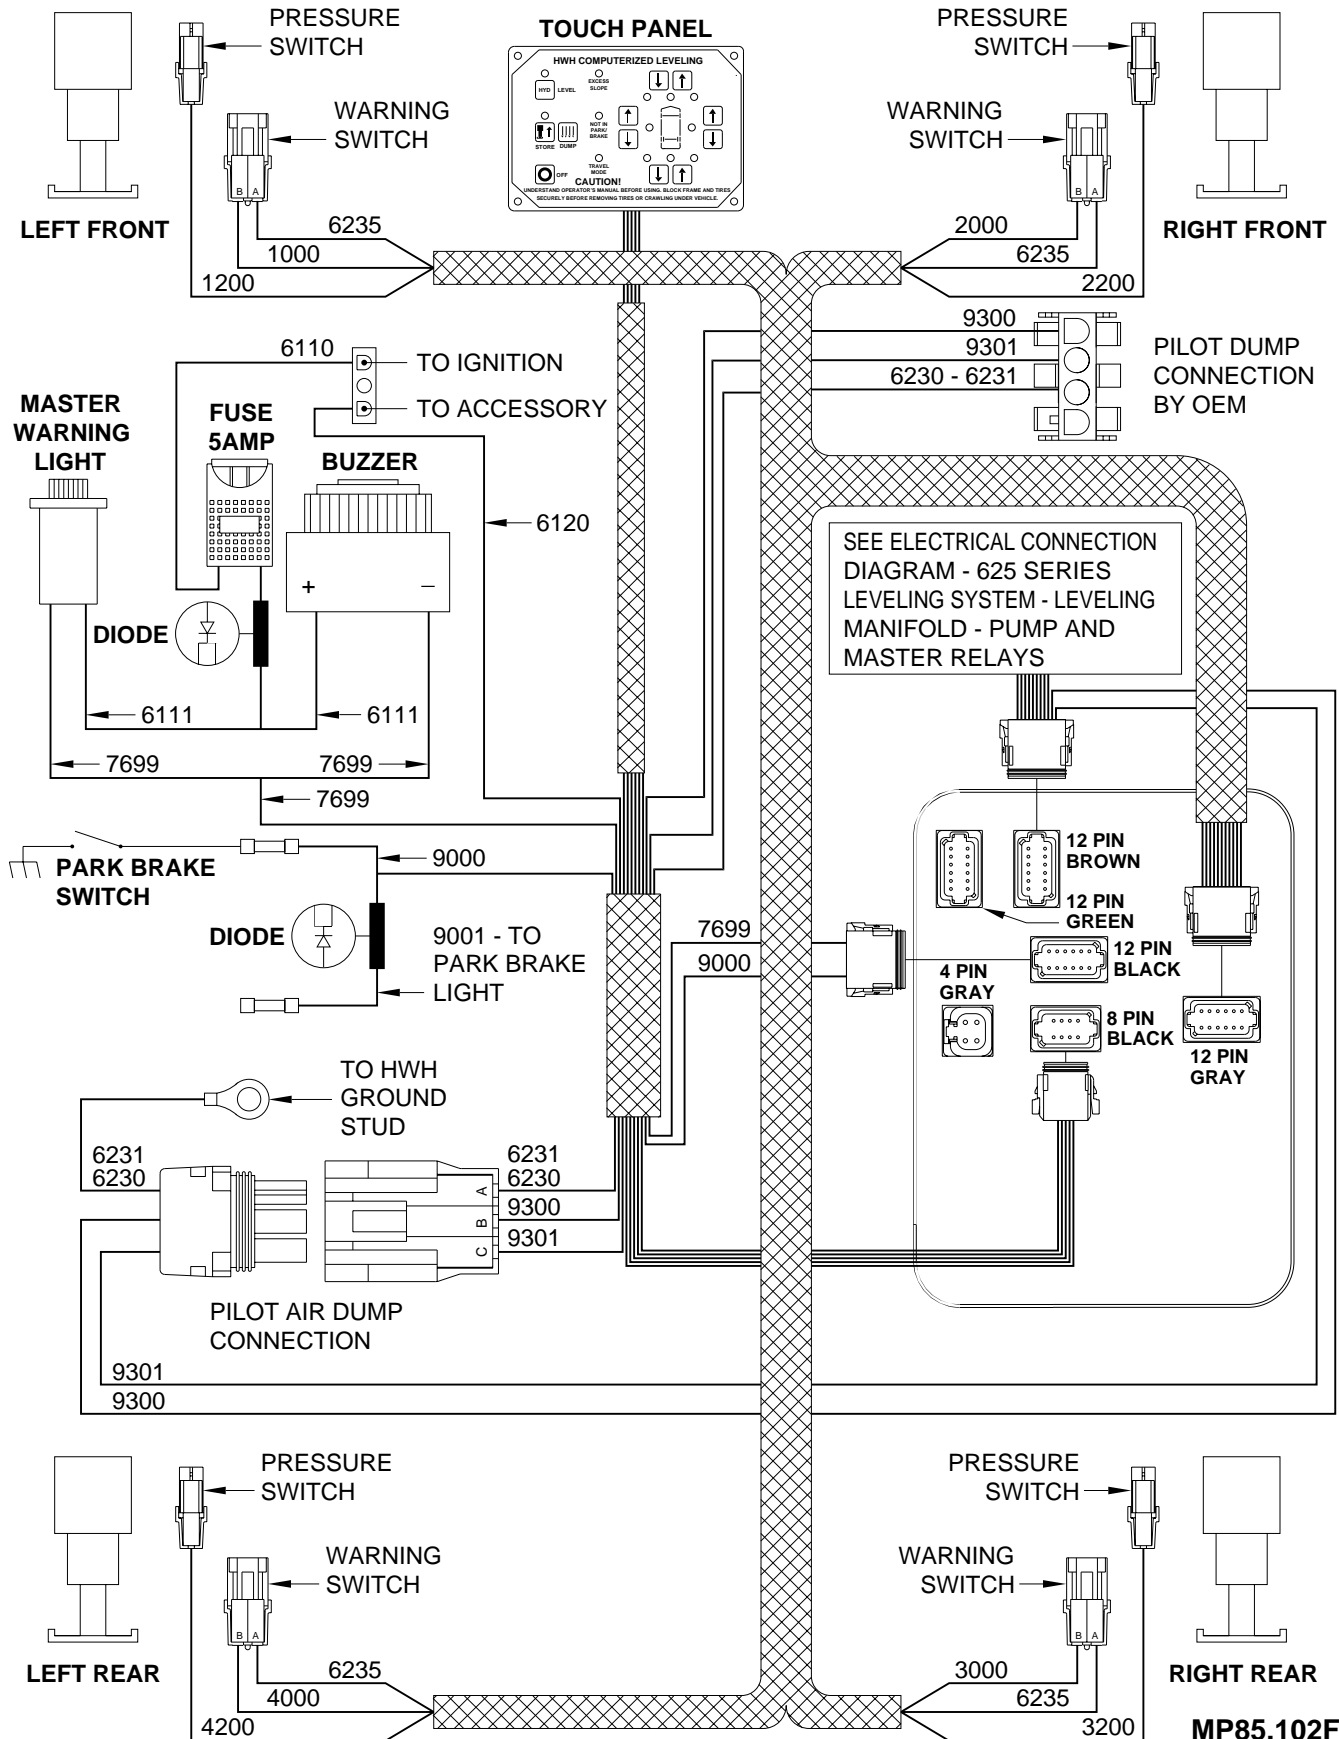 PRESSURE
SWITCH
TOUCH PANEL
PRESSURE
SWITCH
WARNING
SWITCH
HWH COMPUTERIZED LEVELING
HYD
LEVEL
EXCESS
SLOPE
NOT IN
PARK/
BRAKE
STORE
DUMP
TRAVEL
MODE
OFF
CAUTION!
UNDERSTAND OPERATOR'S MANUAL BEFORE USING. BLOCK FRAME AND TIRES
SECURELY BEFORE REMOVING TIRES OR CRAWLING UNDER VEHICLE.
WARNING
SWITCH
B A
B A
LEFT FRONT
6235
1000
1200
2000
6235
2200
RIGHT FRONT
9300
9301
6230 - 6231
PILOT DUMP
CONNECTION
BY OEM
6110
TO IGNITION
TO ACCESSORY
MASTER
WARNING
LIGHT
FUSE
5AMP
BUZZER
+
–
6120
DIODE
6111
6111
7699
7699
7699
SEE ELECTRICAL CONNECTION
DIAGRAM - 625 SERIES
LEVELING SYSTEM - LEVELING
MANIFOLD - PUMP AND
MASTER RELAYS
PARK BRAKE
SWITCH
9000
DIODE
9001 - TO
PARK BRAKE
LIGHT
7699
9000
12 PIN
BROWN
12 PIN
GREEN
12 PIN
BLACK
4 PIN
GRAY
8 PIN
BLACK
12 PIN
GRAY
TO HWH
GROUND
STUD
6231
6230
6231
6230
9300
9301
A
B
C
PILOT AIR DUMP
CONNECTION
9301
9300
PRESSURE
SWITCH
PRESSURE
SWITCH
WARNING
SWITCH
WARNING
SWITCH
B A
B A
LEFT REAR
6235
4000
4200
3000
6235
3200
RIGHT REAR
MP85.102F